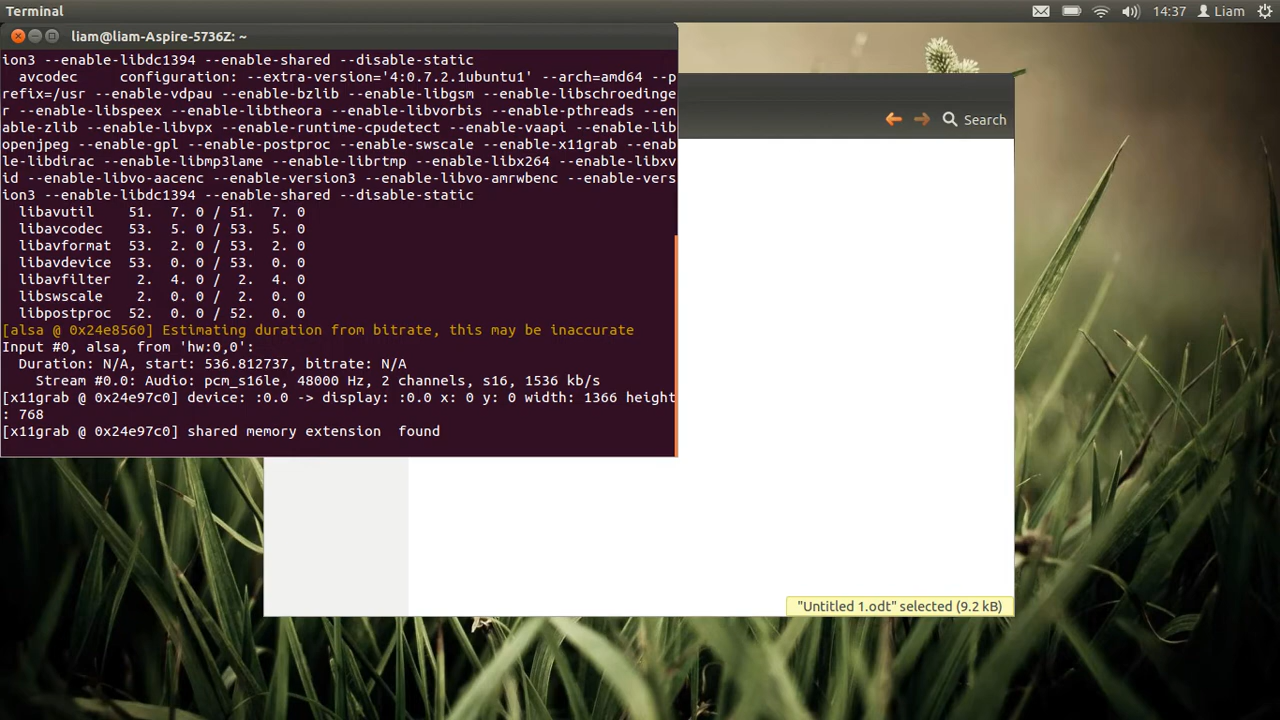 Terminal
14:37
Liam
liam@liam-Aspire-5736Z: ~
ion3 --enable-libdc1394 --enable-shared --disable-static
  avcodec     configuration: --extra-version='4:0.7.2.1ubuntu1' --arch=amd64 --p
refix=/usr --enable-vdpau --enable-bzlib --enable-libgsm --enable-libschroedinge
r --enable-libspeex --enable-libtheora --enable-libvorbis --enable-pthreads --en
able-zlib --enable-libvpx --enable-runtime-cpudetect --enable-vaapi --enable-lib
openjpeg --enable-gpl --enable-postproc --enable-swscale --enable-x11grab --enab
le-libdirac --enable-libmp3lame --enable-librtmp --enable-libx264 --enable-libxv
id --enable-libvo-aacenc --enable-version3 --enable-libvo-amrwbenc --enable-vers
ion3 --enable-libdc1394 --enable-shared --disable-static
  libavutil    51.  7. 0 / 51.  7. 0
  libavcodec   53.  5. 0 / 53.  5. 0
  libavformat  53.  2. 0 / 53.  2. 0
  libavdevice  53.  0. 0 / 53.  0. 0
  libavfilter   2.  4. 0 /  2.  4. 0
  libswscale    2.  0. 0 /  2.  0. 0
  libpostproc  52.  0. 0 / 52.  0. 0
[alsa @ 0x24e8560] Estimating duration from bitrate, this may be inaccurate
Input #0, alsa, from 'hw:0,0':
  Duration: N/A, start: 536.812737, bitrate: N/A
    Stream #0.0: Audio: pcm_s16le, 48000 Hz, 2 channels, s16, 1536 kb/s
[x11grab @ 0x24e97c0] device: :0.0 -> display: :0.0 x: 0 y: 0 width: 1366 height
: 768
[x11grab @ 0x24e97c0] shared memory extension  found
Search
"Untitled 1.odt" selected (9.2 kB)